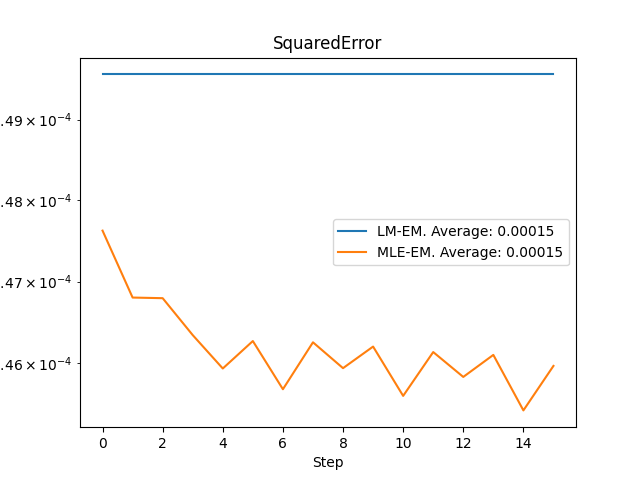 SquaredError
.49 × 10⁻⁴
.48 × 10⁻⁴
.47 × 10⁻⁴
.46 × 10⁻⁴
LM-EM. Average: 0.00015
MLE-EM. Average: 0.00015
0 2 4 6 8 10 12 14
Step